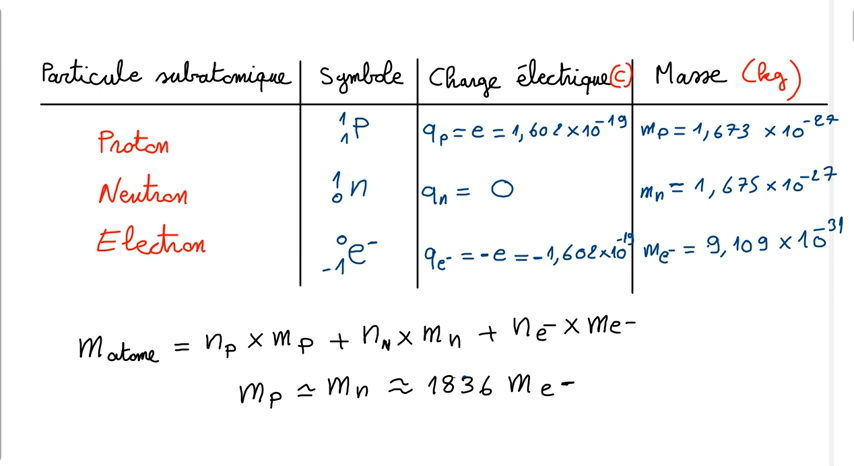 Particule subatomique Symbole Charge électrique (C) Masse (kg)
Proton ¹₁P qₚ = e = 1,602 × 10⁻¹⁹ mₚ = 1,673 × 10⁻²⁷
Neutron ¹₀n qₙ = 0 mₙ = 1,675 × 10⁻²⁷
Electron ⁰₋₁e⁻ qₑ₋ = -e = -1,602 × 10⁻¹⁹ mₑ₋ = 9,109 × 10⁻³¹
m atome = nₚ × mₚ + n_N × mₙ + nₑ₋ × mₑ₋
mₚ ≃ mₙ ≈ 1836 mₑ₋